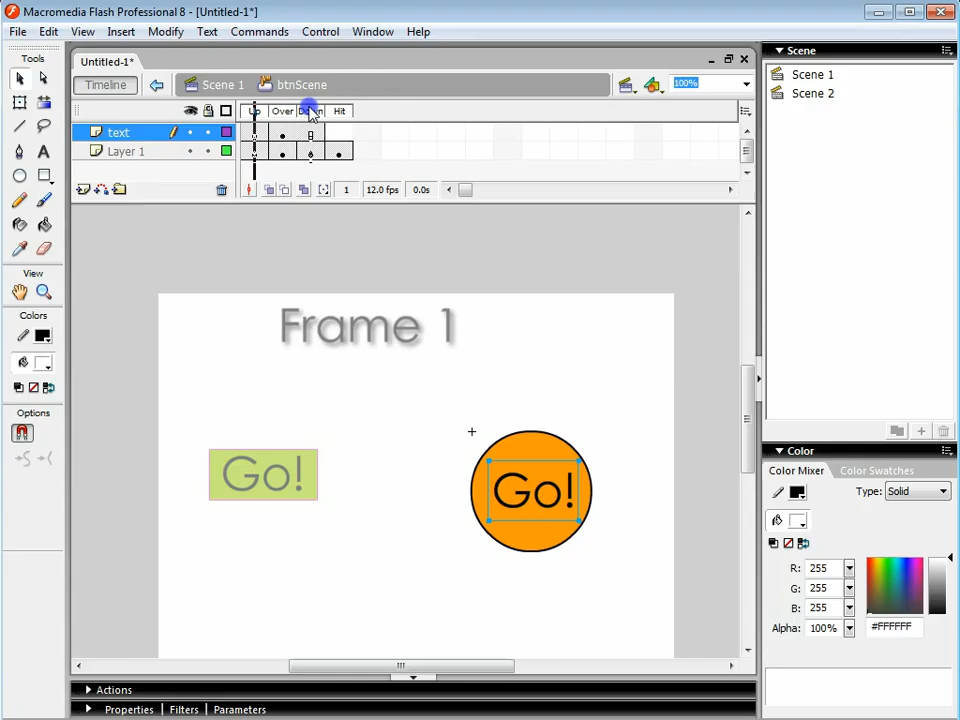 Macromedia Flash Professional 8 - [Untitled-1*]
File Edit View Insert Modify Text Commands Control Window Help
Tools
View
Colors
Options
Untitled-1*
Timeline Scene 1 btnScene 100%
Up Over Down Hit
text
Layer 1
1 12.0 fps 0.0s
Frame 1
Go!
Go!
Actions
Properties Filters Parameters
Scene
Scene 1
Scene 2
Color
Color Mixer Color Swatches
Type: Solid
R: 255
G: 255
B: 255
Alpha: 100% #FFFFFF